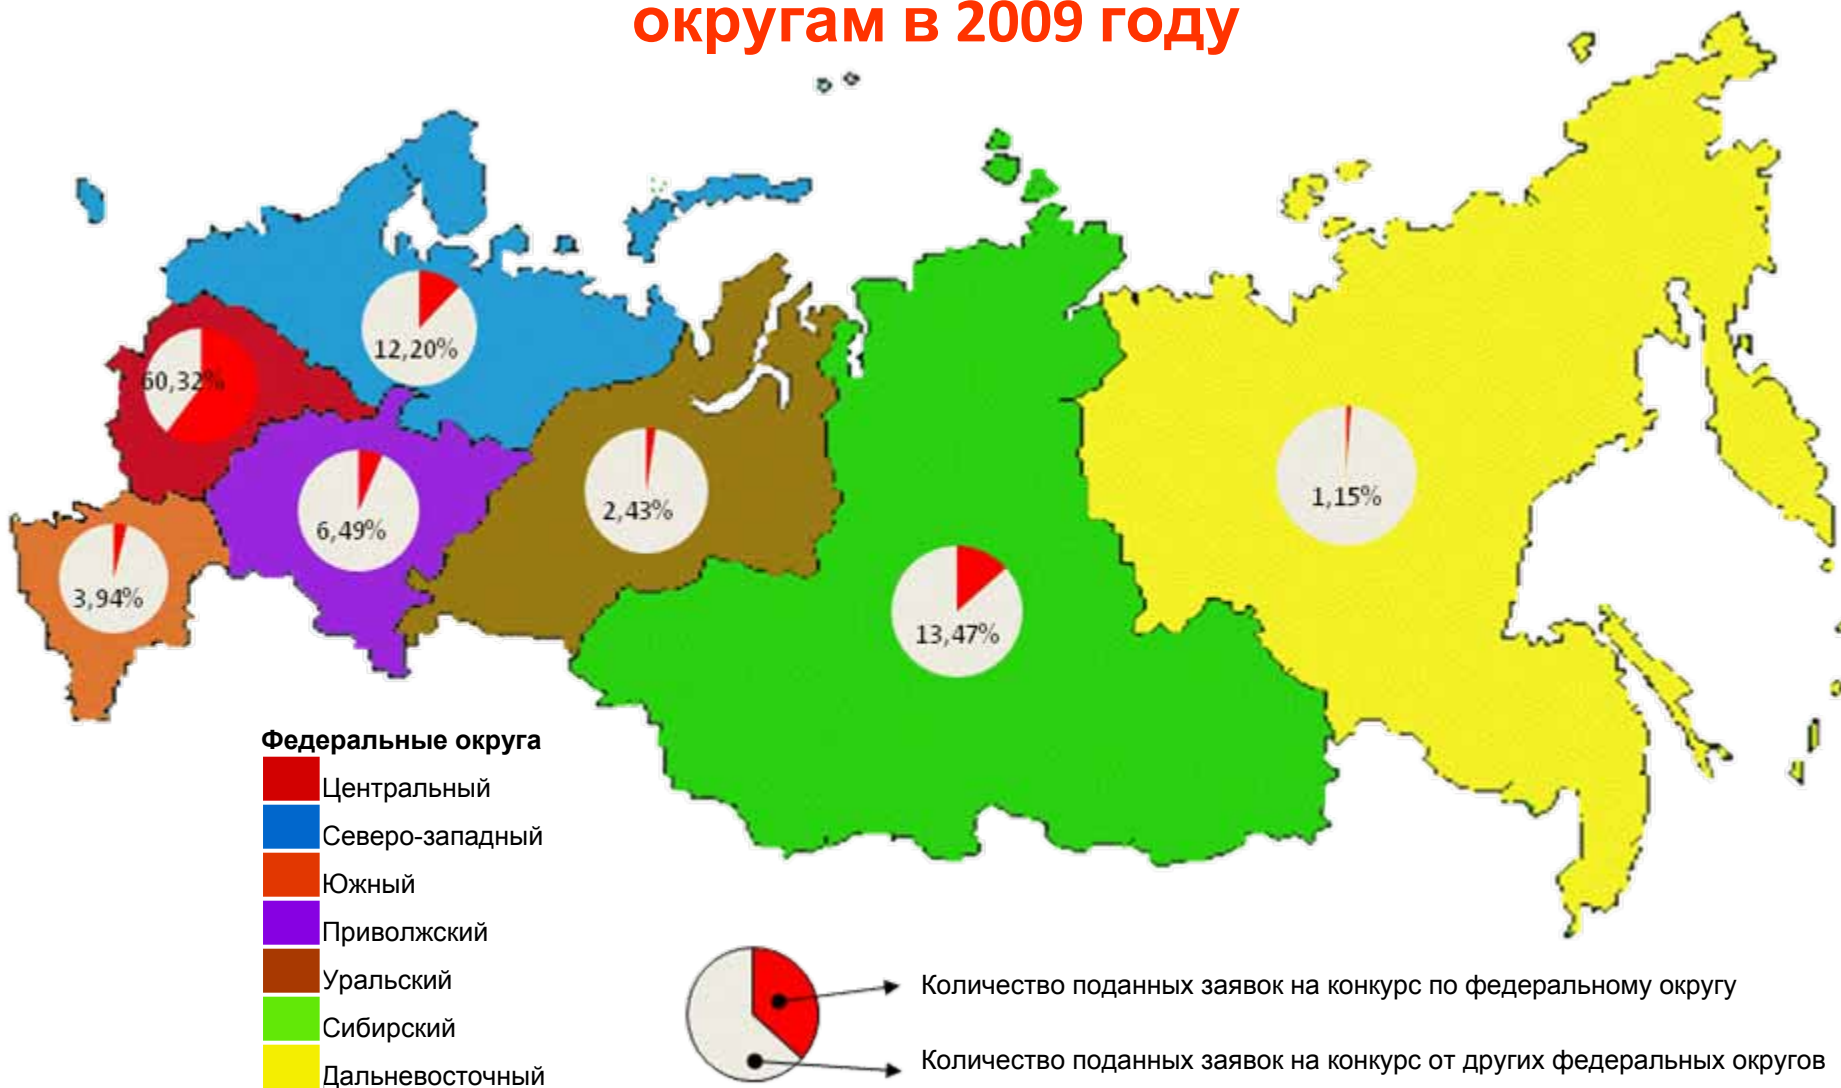 округам в 2009 году
12,20%
60,32%
2,43%
1,15%
6,49%
3,94%
13,47%
Федеральные округа
Центральный
Северо-западный
Южный
Приволжский
Уральский
Сибирский
Дальневосточный
Количество поданных заявок на конкурс по федеральному округу
Количество поданных заявок на конкурс от других федеральных округов